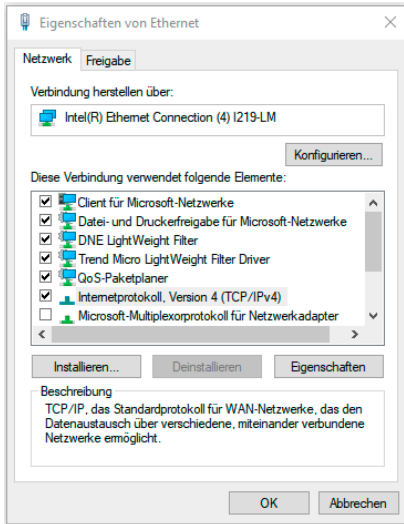 Eigenschaften von Ethernet
Netzwerk
Freigabe
Verbindung herstellen über:
Intel(R) Ethernet Connection (4) I219-LM
Konfigurieren...
Diese Verbindung verwendet folgende Elemente:
Client für Microsoft-Netzwerke
Datei- und Druckerfreigabe für Microsoft-Netzwerke
DNE LightWeight Filter
Trend Micro LightWeight Filter Driver
QoS-Paketplaner
Internetprotokoll, Version 4 (TCP/IPv4)
Microsoft-Multiplexorprotokoll für Netzwerkadapter
Installieren...
Deinstallieren
Eigenschaften
Beschreibung
TCP/IP, das Standardprotokoll für WAN-Netzwerke, das den
Datenaustausch über verschiedene, miteinander verbundene
Netzwerke ermöglicht.
OK
Abbrechen